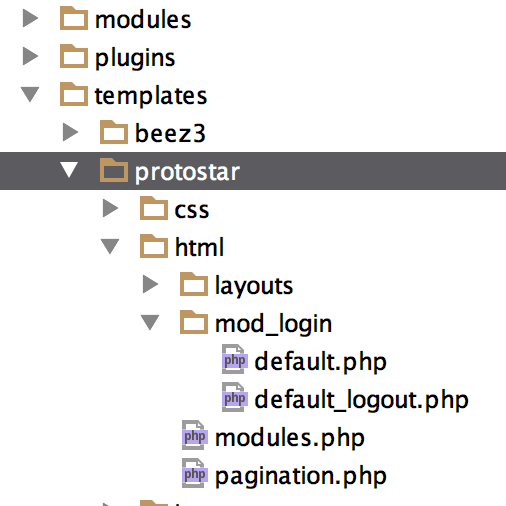 modules
plugins
templates
beez3
protostar
css
html
layouts
mod_login
php default.php
php default_logout.php
php modules.php
php pagination.php